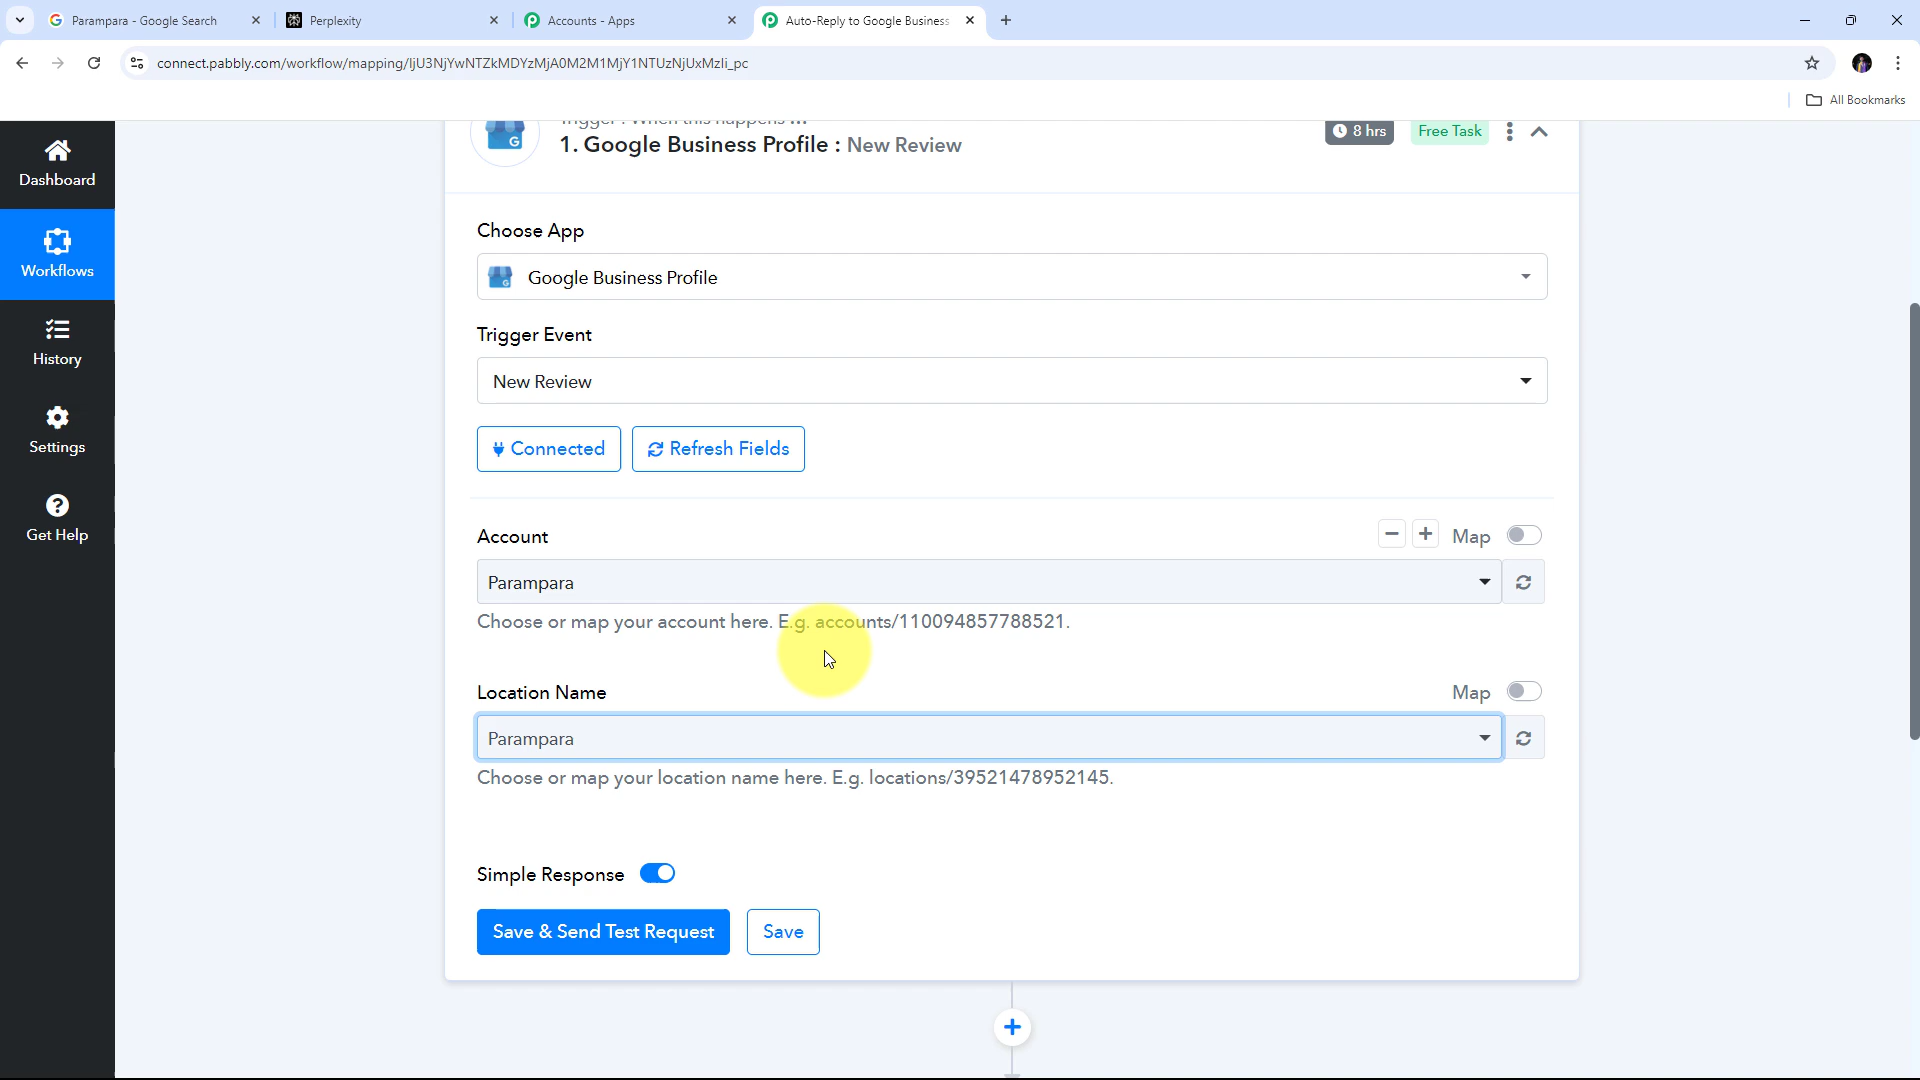 Parampara - Google Search
Perplexity
Accounts - Apps
Auto-Reply to Google Business
connect.pabbly.com/workflow/mapping/IjU3NjYwNTZkMDYzMjA0M2M1MjY1NTUzNjUxMzIi_pc
All Bookmarks
Dashboard
Workflows
History
Settings
Get Help
Trigger : When this happens ...
1. Google Business Profile : New Review
8 hrs
Free Task
Choose App
Google Business Profile
Trigger Event
New Review
Connected
Refresh Fields
Account
Map
Parampara
Choose or map your account here. E.g. accounts/110094857788521.
Location Name
Map
Parampara
Choose or map your location name here. E.g. locations/39521478952145.
Simple Response
Save & Send Test Request
Save